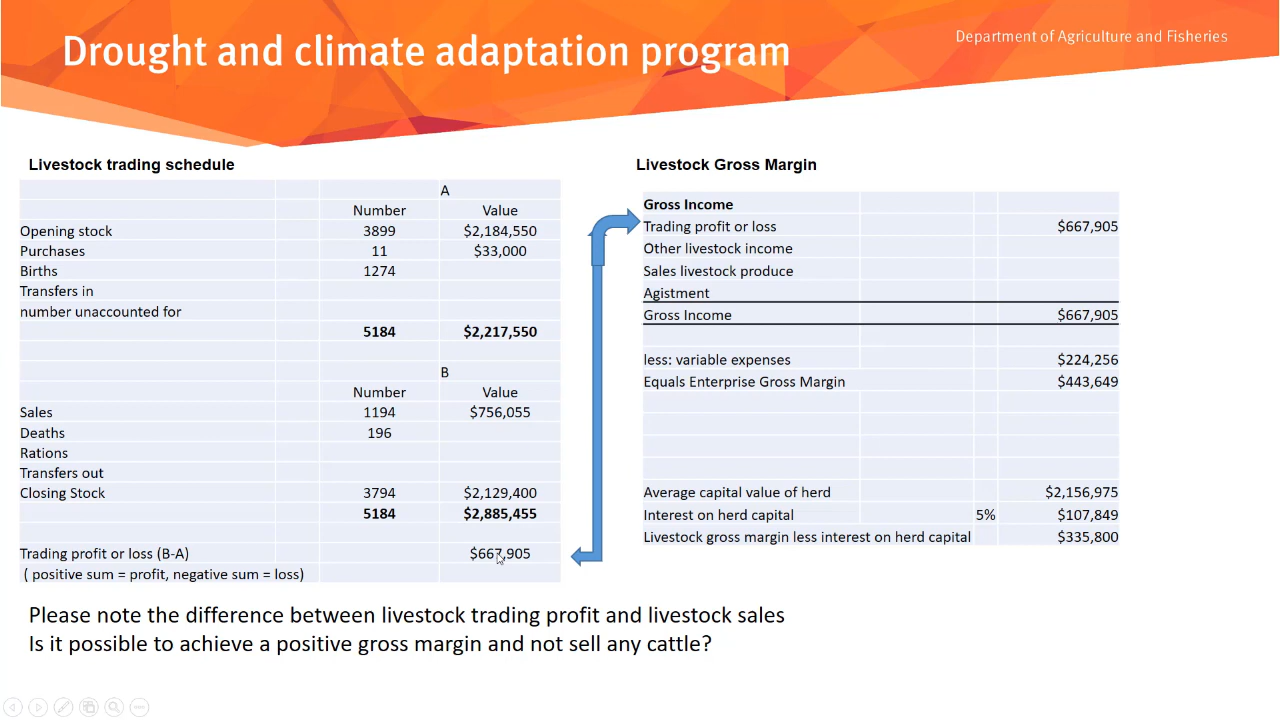 Drought and climate adaptation program
Department of Agriculture and Fisheries
Livestock trading schedule
A
Number Value
Opening stock 3899 $2,184,550
Purchases 11 $33,000
Births 1274
Transfers in
number unaccounted for
5184 $2,217,550
B
Number Value
Sales 1194 $756,055
Deaths 196
Rations
Transfers out
Closing Stock 3794 $2,129,400
5184 $2,885,455
Trading profit or loss (B-A) $667,905
( positive sum = profit, negative sum = loss)
Livestock Gross Margin
Gross Income
Trading profit or loss $667,905
Other livestock income
Sales livestock produce
Agistment
Gross Income $667,905
less: variable expenses $224,256
Equals Enterprise Gross Margin $443,649
Average capital value of herd $2,156,975
Interest on herd capital 5% $107,849
Livestock gross margin less interest on herd capital $335,800
Please note the difference between livestock trading profit and livestock sales
Is it possible to achieve a positive gross margin and not sell any cattle?